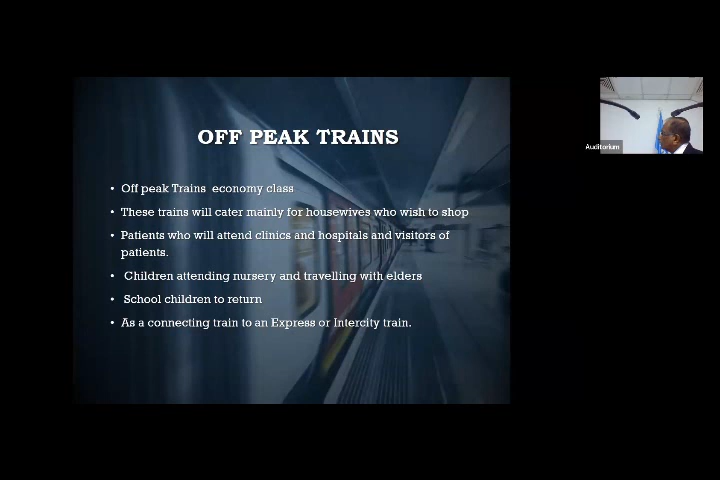 OFF PEAK TRAINS
• Off peak Trains economy class
• These trains will cater mainly for housewives who wish to shop
• Patients who will attend clinics and hospitals and visitors of
patients.
• Children attending nursery and travelling with elders
• School children to return
• As a connecting train to an Express or Intercity train.
Auditorium